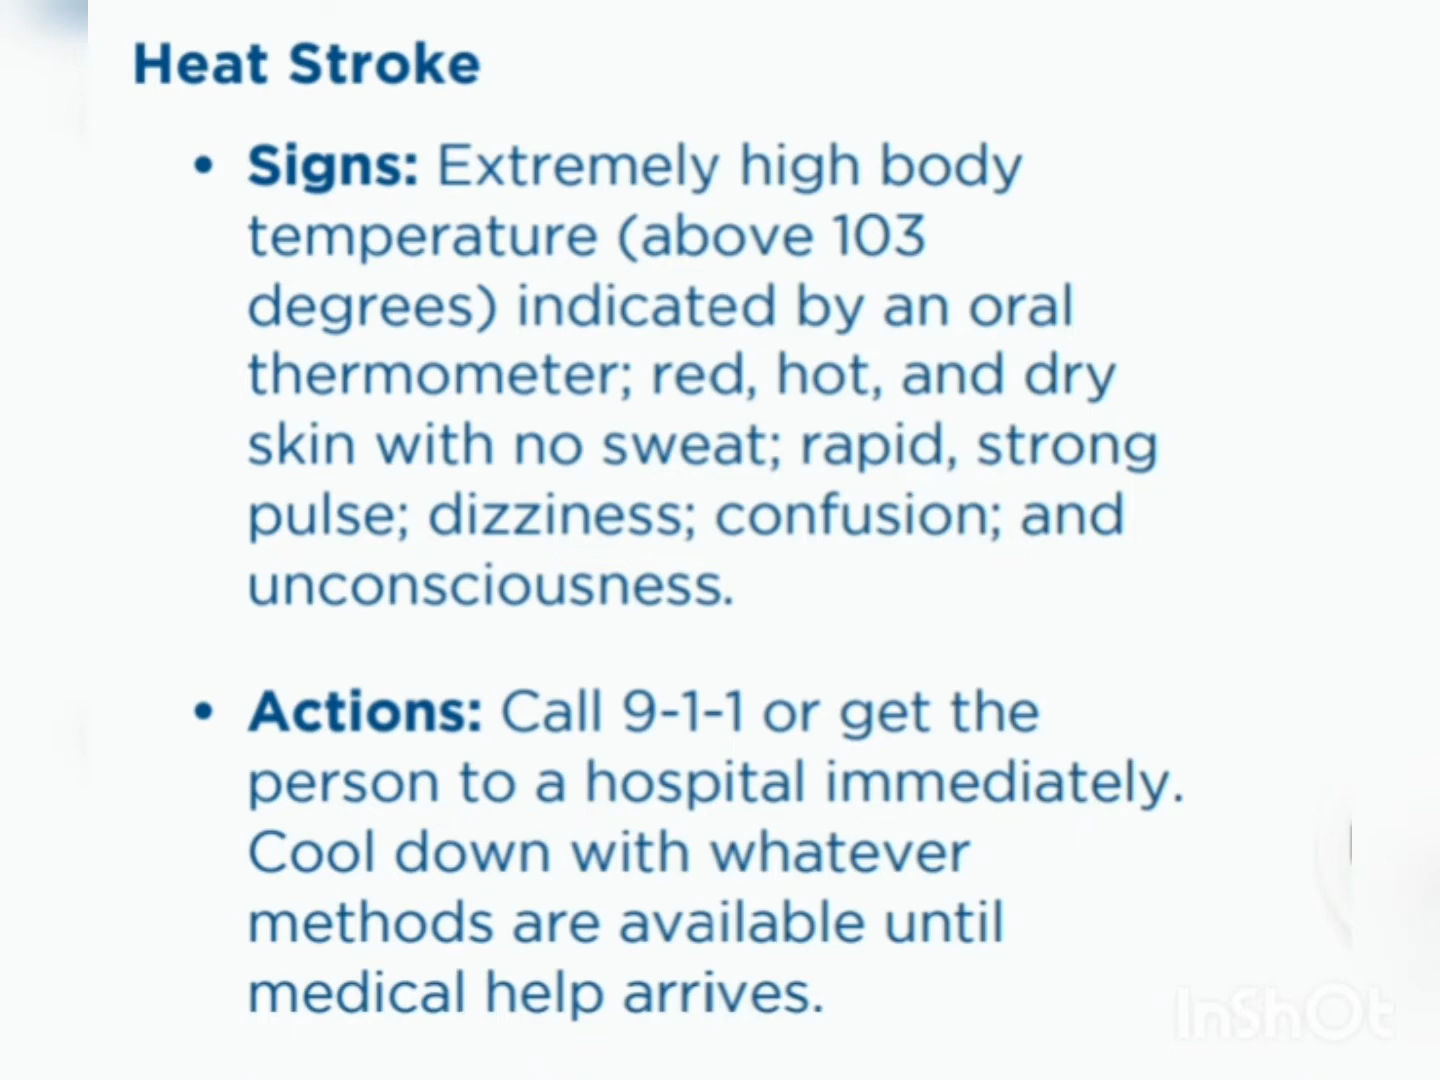 Heat Stroke
• Signs: Extremely high body
temperature (above 103
degrees) indicated by an oral
thermometer; red, hot, and dry
skin with no sweat; rapid, strong
pulse; dizziness; confusion; and
unconsciousness.
• Actions: Call 9-1-1 or get the
person to a hospital immediately.
Cool down with whatever
methods are available until
medical help arrives.
InShOt